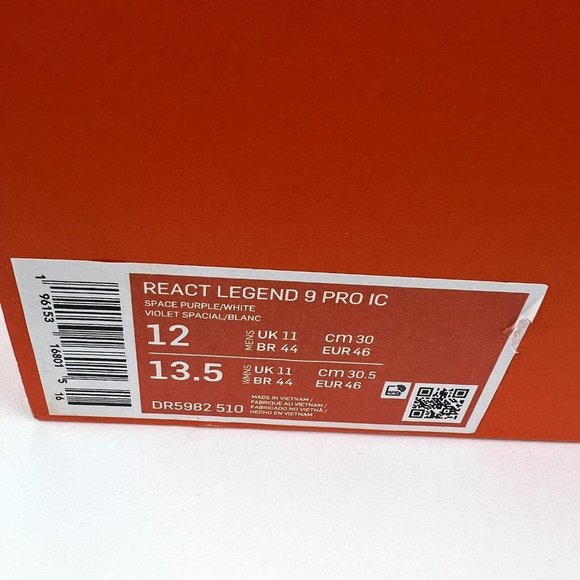 REACT LEGEND 9 PRO IC
SPACE PURPLE/WHITE
VIOLET SPACIAL/BLANC
12 MENS UK 11 cm 30
BR 44 EUR 46
13.5 WMNS UK 11 cm 30.5
BR 44 EUR 46
DR5982 510
MADE IN VIETNAM /
FABRIQUE AU VIETNAM /
FABRICADO NO VIETNÃ /
HECHO EN VIETNAM
1 96153 16801 5 16